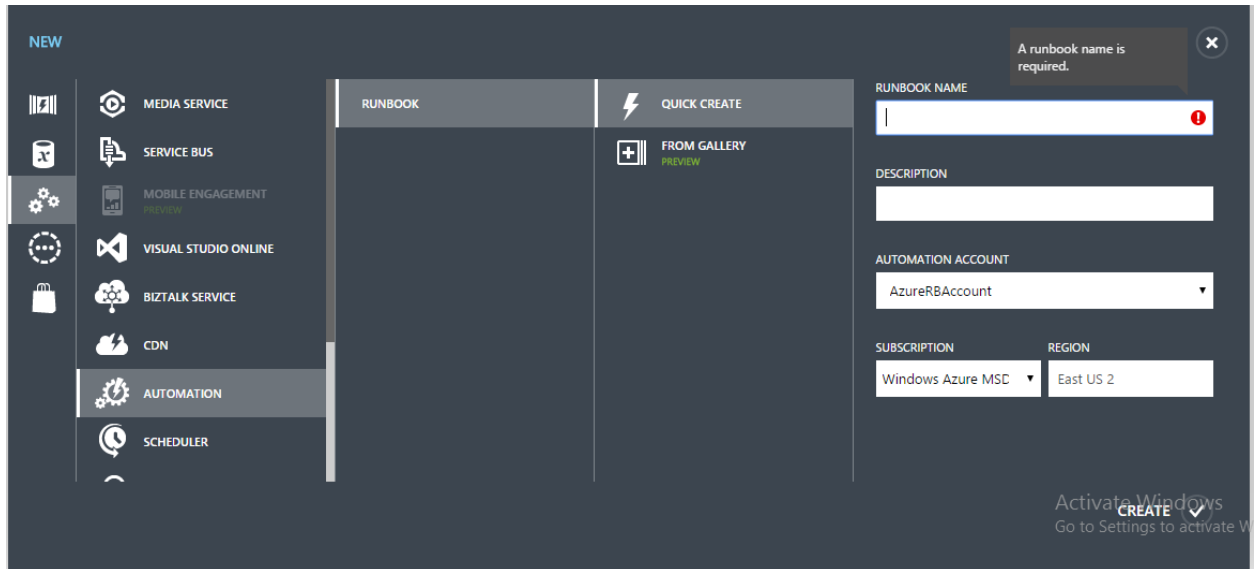 NEW
A runbook name is
required.
MEDIA SERVICE
SERVICE BUS
MOBILE ENGAGEMENT
PREVIEW
VISUAL STUDIO ONLINE
BIZTALK SERVICE
CDN
AUTOMATION
SCHEDULER
RUNBOOK
QUICK CREATE
FROM GALLERY
PREVIEW
RUNBOOK NAME
DESCRIPTION
AUTOMATION ACCOUNT
AzureRBAccount
SUBSCRIPTION
REGION
Windows Azure MSD
East US 2
Activate Windows
CREATE
Go to Settings to activate W